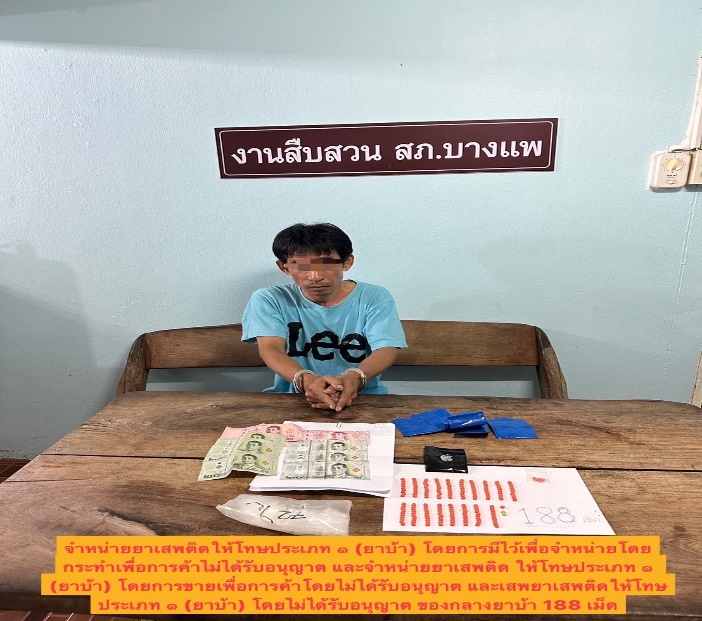 งานสืบสวน สภ.บางแพ
Lee
188
จำหน่ายยาเสพติดให้โทษประเภท ๑ (ยาบ้า) โดยการมีไว้เพื่อจำหน่ายโดย
กระทำเพื่อการค้าไม่ได้รับอนุญาต และจำหน่ายยาเสพติด ให้โทษประเภท ๑
(ยาบ้า) โดยการขายเพื่อการค้าโดยไม่ได้รับอนุญาต และเสพยาเสพติดให้โทษ
ประเภท ๑ (ยาบ้า) โดยไม่ได้รับอนุญาต ของกลางยาบ้า 188 เม็ด